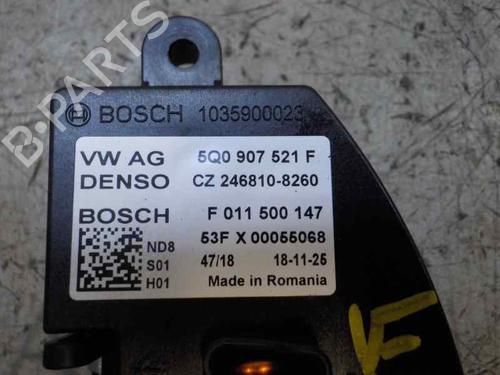 B-PARTS
BOSCH 1035900023
VW AG 5Q0 907 521 F
DENSO CZ 246810-8260
BOSCH F 011 500 147
ND8 53F X 00055068
S01 47/18 18-11-25
H01 Made in Romania
VF